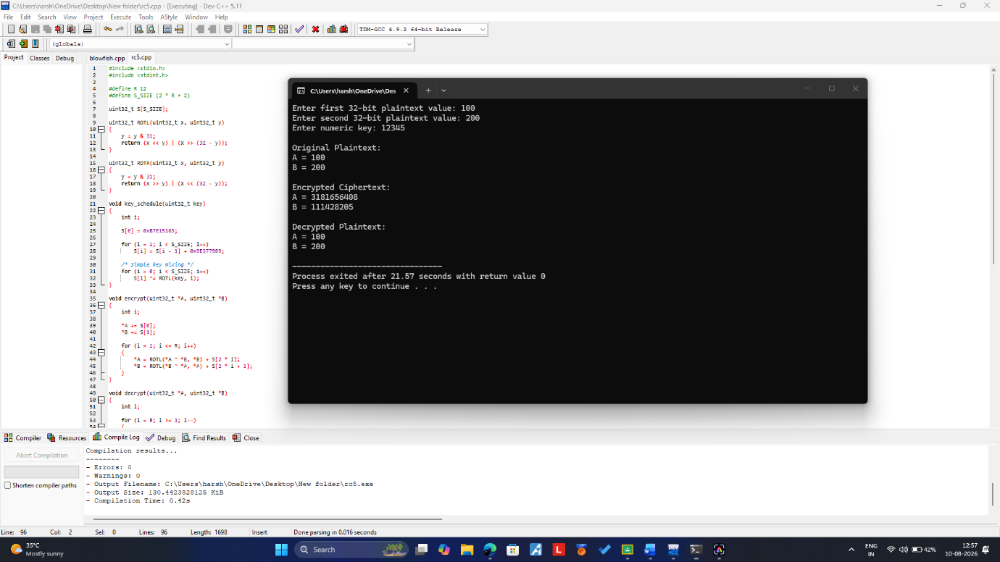 C:\Users\harsh\OneDrive\Desktop\New folder\rc5.cpp - [Executing] - Dev-C++ 5.11
File Edit Search View Project Execute Tools AStyle Window Help
TDM-GCC 4.9.2 64-bit Release
(globals)
Project Classes Debug
blowfish.cpp rc5.cpp
1 #include <stdio.h>
2 #include <stdint.h>
3
4 #define R 12
5 #define S_SIZE (2 * R + 2)
6
7 uint32_t S[S_SIZE];
8
9 uint32_t ROTL(uint32_t x, uint32_t y)
10 {
11 y = y & 31;
12 return (x << y) | (x >> (32 - y));
13 }
14
15 uint32_t ROTR(uint32_t x, uint32_t y)
16 {
17 y = y & 31;
18 return (x >> y) | (x << (32 - y));
19 }
20
21 void key_schedule(uint32_t key)
22 {
23 int i;
24
25 S[0] = 0xB7E15163;
26
27 for (i = 1; i < S_SIZE; i++)
28 S[i] = S[i - 1] + 0x9E3779B9;
29
30 /* Simple key mixing */
31 for (i = 0; i < S_SIZE; i++)
32 S[i] ^= ROTL(key, i);
33 }
34
35 void encrypt(uint32_t *A, uint32_t *B)
36 {
37 int i;
38
39 *A += S[0];
40 *B += S[1];
41
42 for (i = 1; i <= R; i++)
43 {
44 *A = ROTL(*A ^ *B, *B) + S[2 * i];
45 *B = ROTL(*B ^ *A, *A) + S[2 * i + 1];
46 }
47 }
48
49 void decrypt(uint32_t *A, uint32_t *B)
50 {
51 int i;
52
53 for (i = R; i >= 1; i--)
54 {
C:\Users\harsh\OneDrive\Des
Enter first 32-bit plaintext value: 100
Enter second 32-bit plaintext value: 200
Enter numeric key: 12345
Original Plaintext:
A = 100
B = 200
Encrypted Ciphertext:
A = 3181656408
B = 111428205
Decrypted Plaintext:
A = 100
B = 200
--------------------------------
Process exited after 21.57 seconds with return value 0
Press any key to continue . . .
Compiler Resources Compile Log Debug Find Results Close
Abort Compilation
Shorten compiler paths
Compilation results...
--------
- Errors: 0
- Warnings: 0
- Output Filename: C:\Users\harsh\OneDrive\Desktop\New folder\rc5.exe
- Output Size: 130.4423828125 KiB
- Compilation Time: 0.42s
Line: 96 Col: 2 Sel: 0 Lines: 96 Length: 1698 Insert Done parsing in 0.016 seconds
35°C
Mostly sunny
Search
L
W
DEV
ENG
IN
42%
12:57
10-08-2026